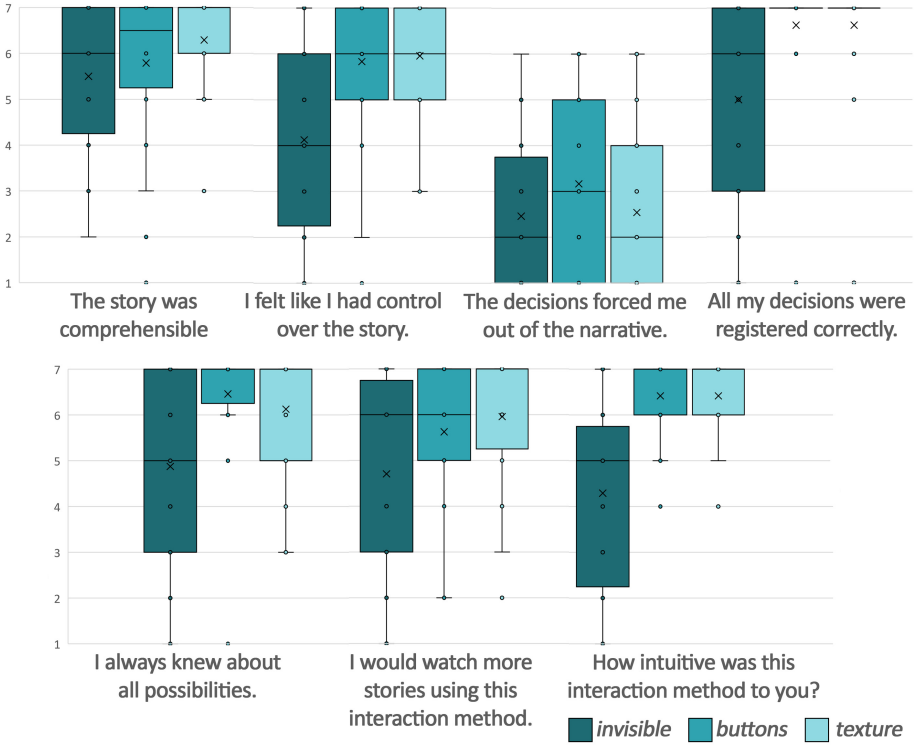 7
6
5
4
3
2
1
The story was
comprehensible
I felt like I had control
over the story.
The decisions forced me
out of the narrative.
All my decisions were
registered correctly.
7
6
5
4
3
2
1
I always knew about
all possibilities.
I would watch more
stories using this
interaction method.
How intuitive was this
interaction method to you?
invisible buttons texture